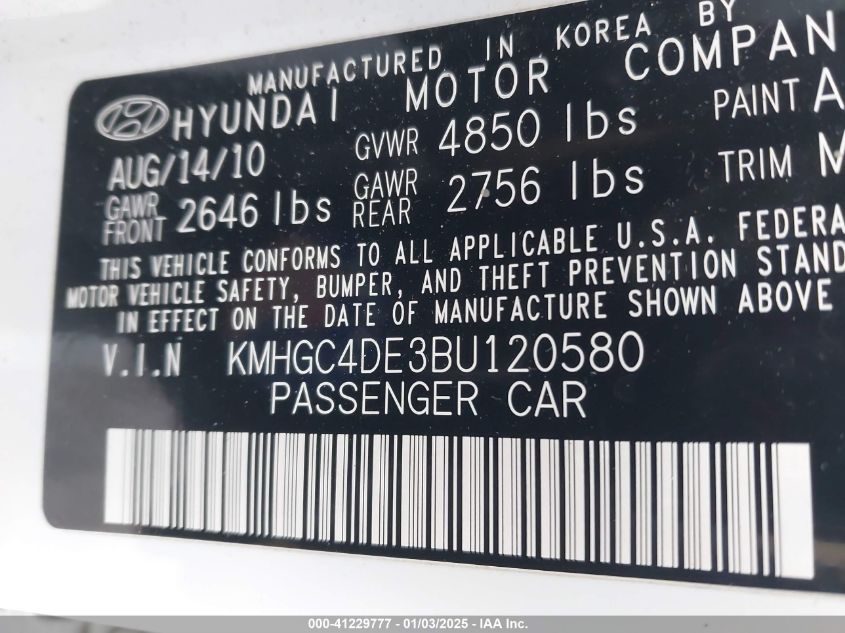 MANUFACTURED IN KOREA BY
HYUNDAI MOTOR COMPAN
AUG/14/10 GVWR 4850 lbs PAINT A
GAWR FRONT 2646 lbs GAWR REAR 2756 lbs TRIM M
THIS VEHICLE CONFORMS TO ALL APPLICABLE U.S.A. FEDERA
MOTOR VEHICLE SAFETY, BUMPER, AND THEFT PREVENTION STAND
IN EFFECT ON THE DATE OF MANUFACTURE SHOWN ABOVE
V.I.N KMHGC4DE3BU120580
PASSENGER CAR
000-41229777 - 01/03/2025 - IAA Inc.